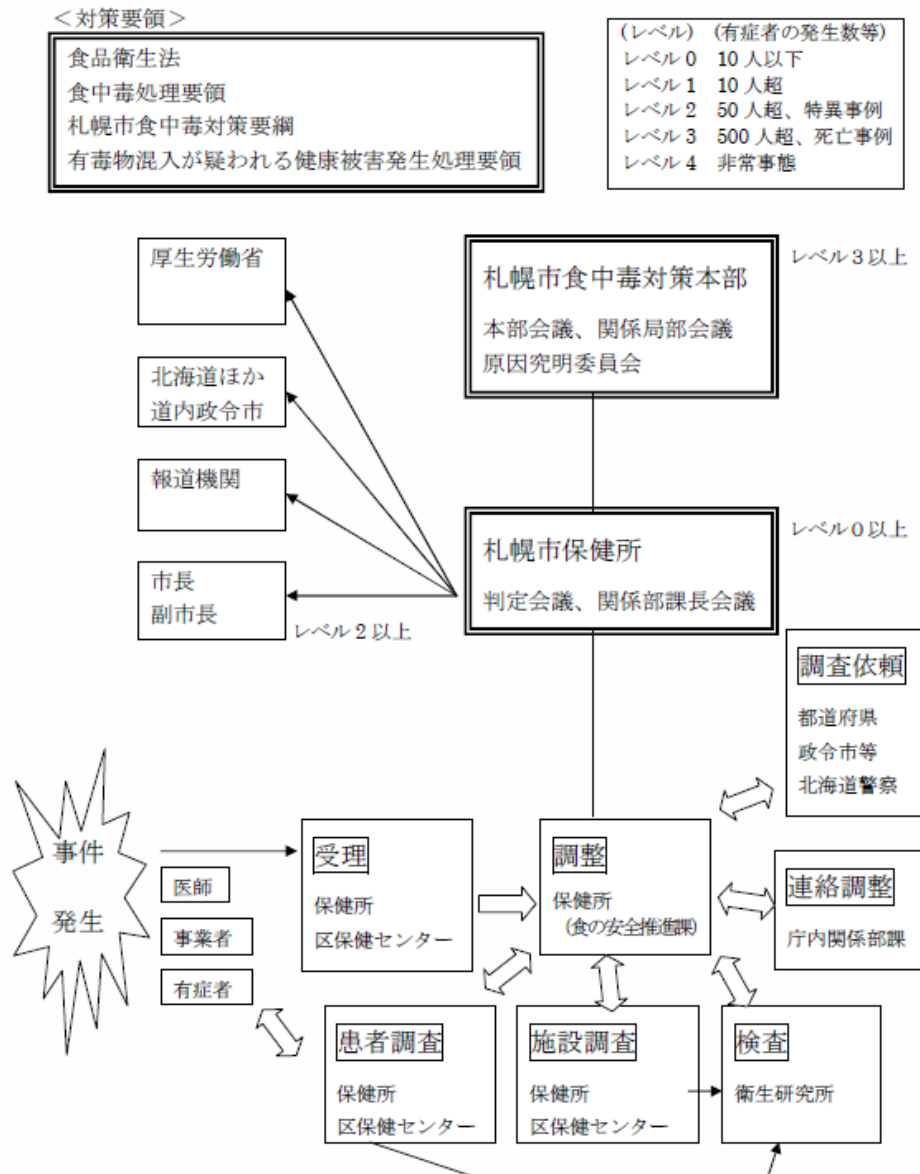 ＜対策要領＞
食品衛生法
食中毒処理要領
札幌市食中毒対策要綱
有毒物混入が疑われる健康被害発生処理要領
(レベル) (有症者の発生数等)
レベル0 10人以下
レベル1 10人超
レベル2 50人超、特異事例
レベル3 500人超、死亡事例
レベル4 非常事態
厚生労働省
北海道ほか
道内政令市
報道機関
市長
副市長
レベル2以上
札幌市食中毒対策本部
本部会議、関係局部会議
原因究明委員会
レベル3以上
札幌市保健所
判定会議、関係部課長会議
レベル0以上
調査依頼
都道府県
政令市等
北海道警察
事件
発生
医師
事業者
有症者
受理
保健所
区保健センター
調整
保健所
(食の安全推進課)
連絡調整
庁内関係部課
患者調査
保健所
区保健センター
施設調査
保健所
区保健センター
検査
衛生研究所